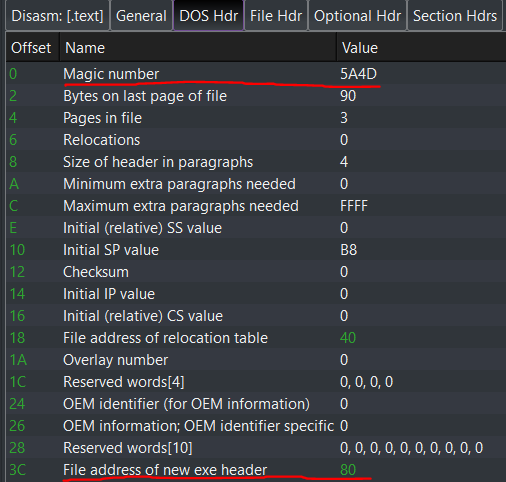 Disasm: [.text] General DOS Hdr File Hdr Optional Hdr Section Hdrs
Offset Name Value
0 Magic number 5A4D
2 Bytes on last page of file 90
4 Pages in file 3
6 Relocations 0
8 Size of header in paragraphs 4
A Minimum extra paragraphs needed 0
C Maximum extra paragraphs needed FFFF
E Initial (relative) SS value 0
10 Initial SP value B8
12 Checksum 0
14 Initial IP value 0
16 Initial (relative) CS value 0
18 File address of relocation table 40
1A Overlay number 0
1C Reserved words[4] 0, 0, 0, 0
24 OEM identifier (for OEM information) 0
26 OEM information; OEM identifier specific 0
28 Reserved words[10] 0, 0, 0, 0, 0, 0, 0, 0, 0, 0
3C File address of new exe header 80